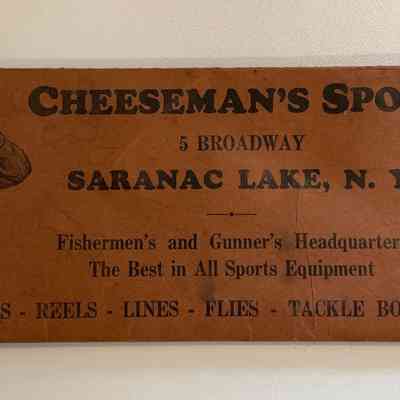 CHEESEMAN'S SPO
5 BROADWAY
SARANAC LAKE, N. Y
Fishermen's and Gunner's Headquarter
The Best in All Sports Equipment
S - REELS - LINES - FLIES - TACKLE BO